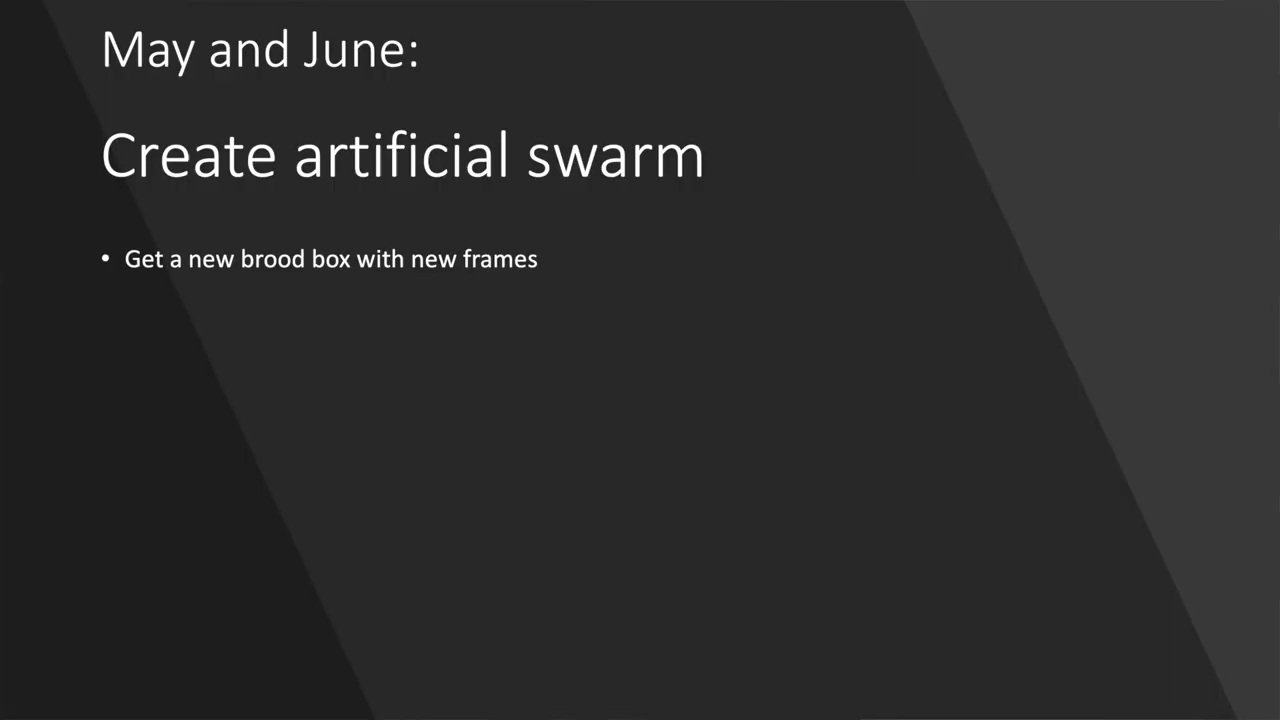 May and June:
Create artificial swarm
• Get a new brood box with new frames